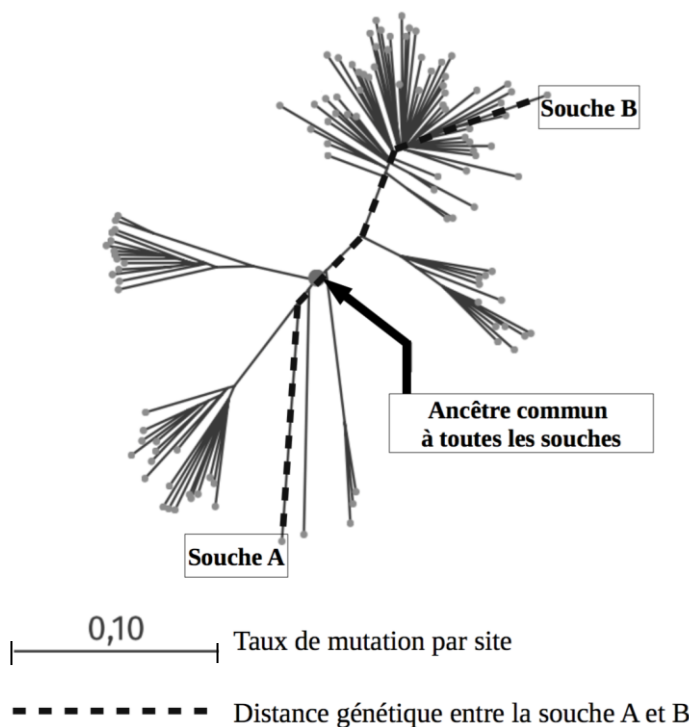 Souche B
Ancêtre commun
à toutes les souches
Souche A
0,10
Taux de mutation par site
Distance génétique entre la souche A et B